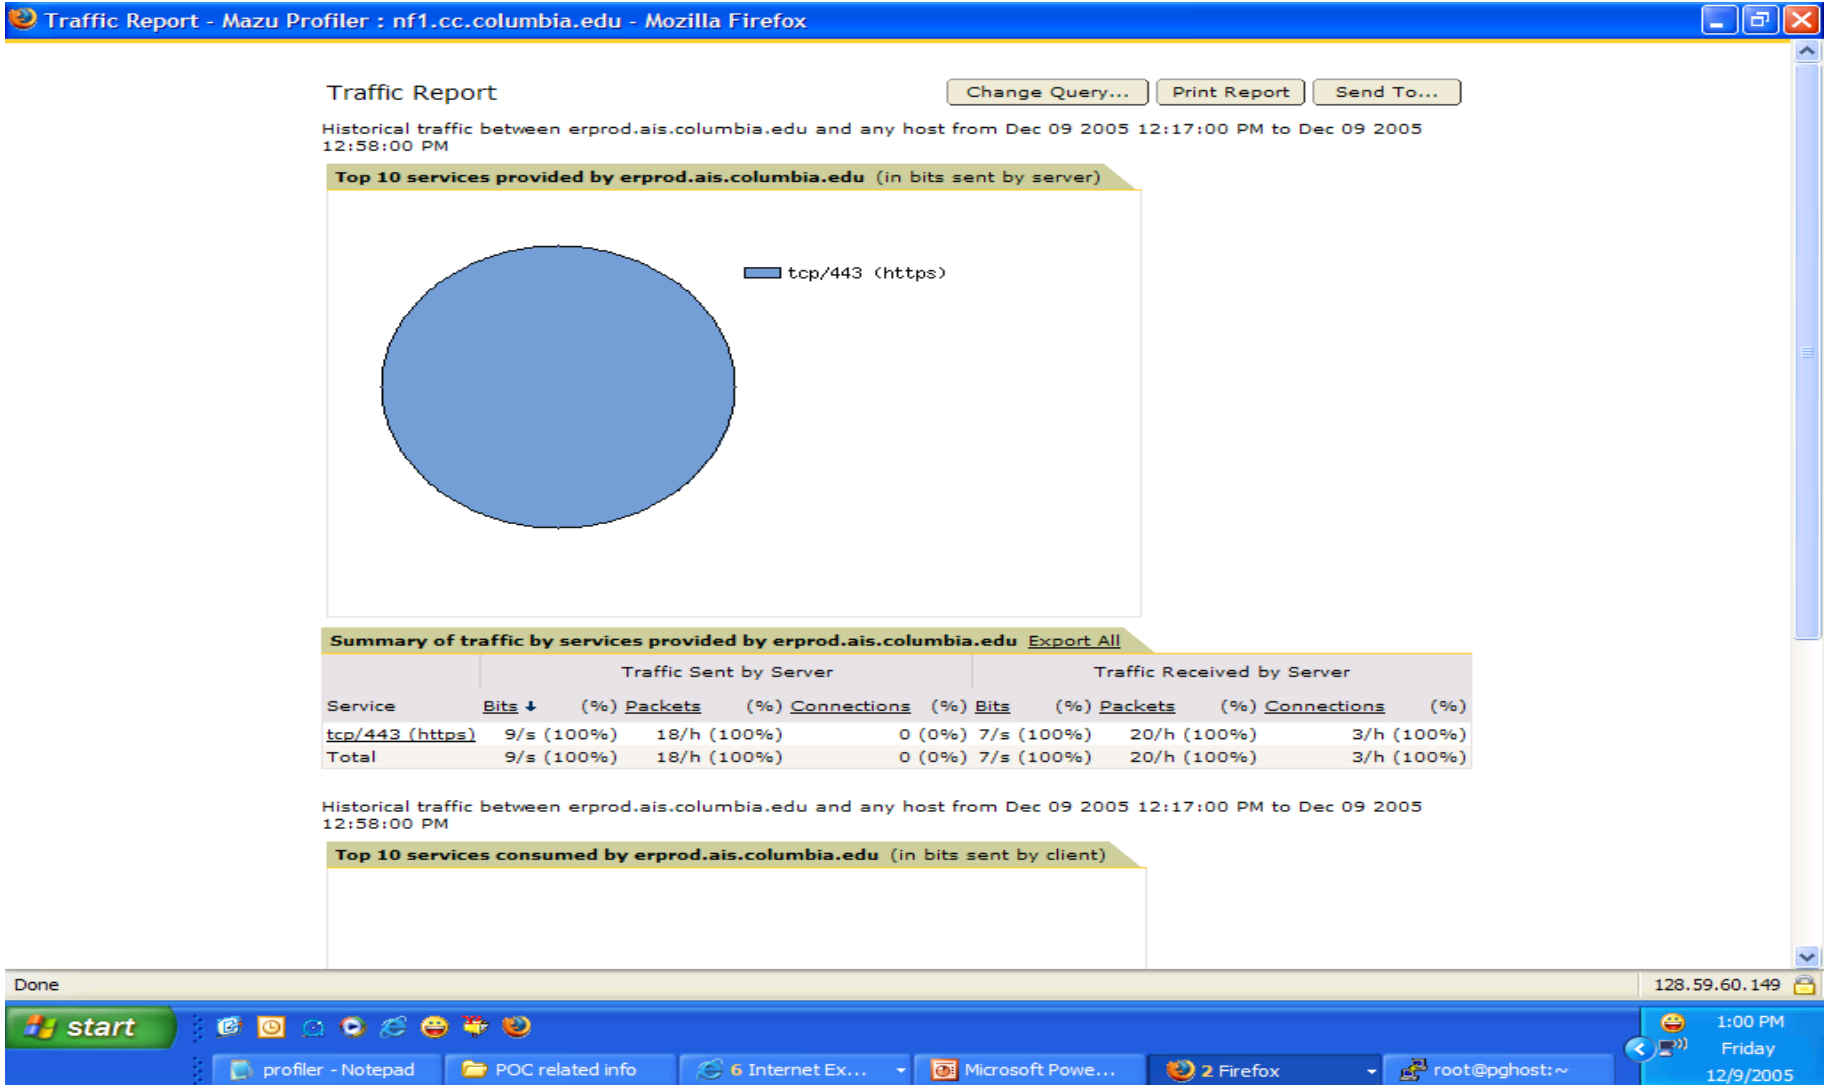 Traffic Report - Mazu Profiler : nf1.cc.columbia.edu - Mozilla Firefox
Traffic Report
Change Query... Print Report Send To...
Historical traffic between erprod.ais.columbia.edu and any host from Dec 09 2005 12:17:00 PM to Dec 09 2005
12:58:00 PM
Top 10 services provided by erprod.ais.columbia.edu (in bits sent by server)
tcp/443 (https)
Summary of traffic by services provided by erprod.ais.columbia.edu Export All
Traffic Sent by Server Traffic Received by Server
Service Bits (%) Packets (%) Connections (%) Bits (%) Packets (%) Connections (%)
tcp/443 (https) 9/s (100%) 18/h (100%) 0 (0%) 7/s (100%) 20/h (100%) 3/h (100%)
Total 9/s (100%) 18/h (100%) 0 (0%) 7/s (100%) 20/h (100%) 3/h (100%)
Historical traffic between erprod.ais.columbia.edu and any host from Dec 09 2005 12:17:00 PM to Dec 09 2005
12:58:00 PM
Top 10 services consumed by erprod.ais.columbia.edu (in bits sent by client)
Done 128.59.60.149
start 1:00 PM
Friday
profiler - Notepad POC related info 6 Internet Ex... Microsoft Powe... 2 Firefox root@pghost:~
12/9/2005